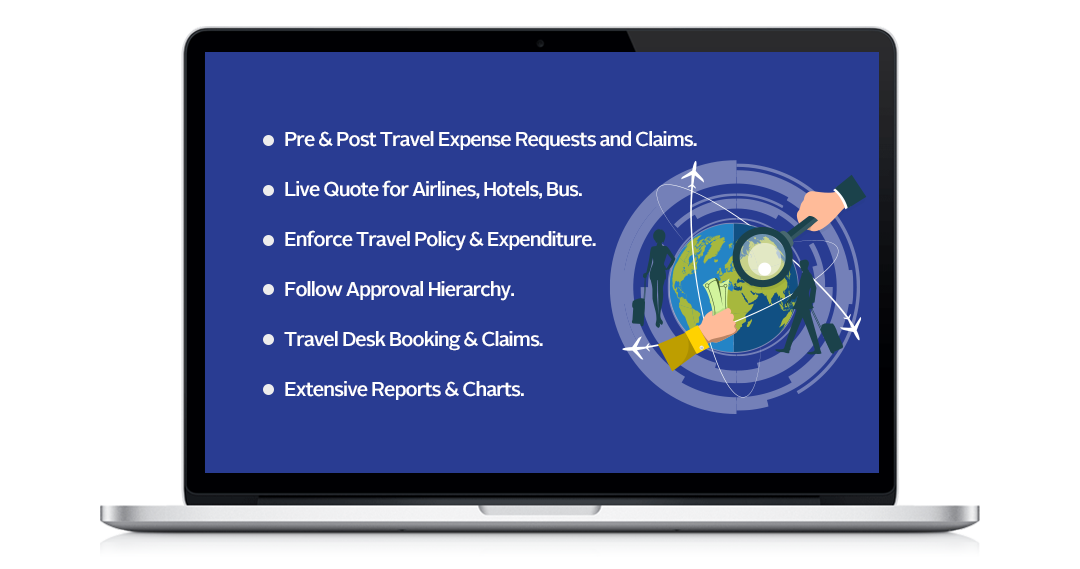 Pre & Post Travel Expense Requests and Claims.
Live Quote for Airlines, Hotels, Bus.
Enforce Travel Policy & Expenditure.
Follow Approval Hierarchy.
Travel Desk Booking & Claims.
Extensive Reports & Charts.